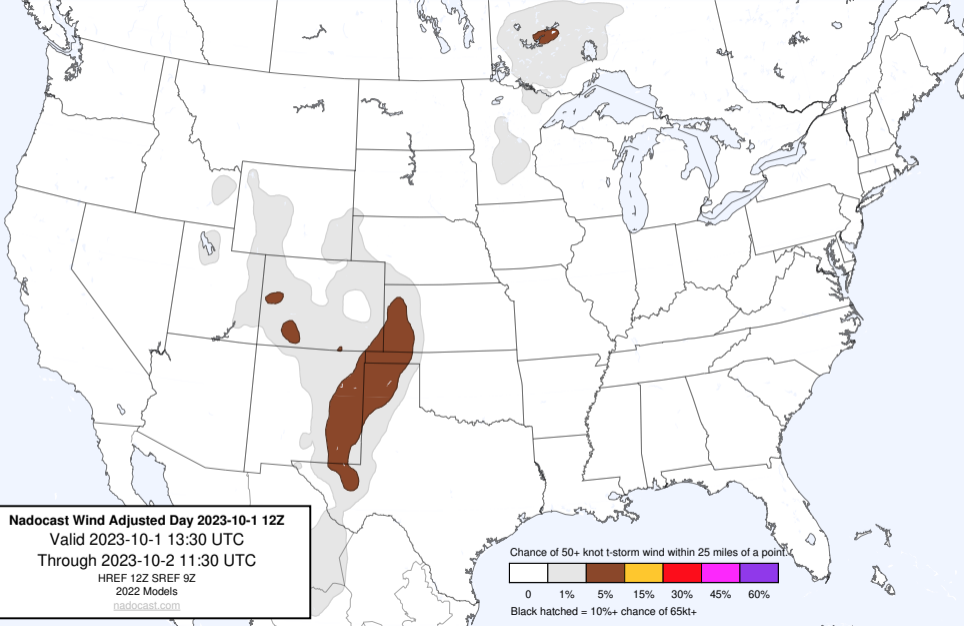 Nadocast Wind Adjusted Day 2023-10-1 12Z
Valid 2023-10-1 13:30 UTC
Through 2023-10-2 11:30 UTC
HREF 12Z SREF 9Z
2022 Models
nadocast.com
Chance of 50+ knot t-storm wind within 25 miles of a point.
0 1% 5% 15% 30% 45% 60%
Black hatched = 10%+ chance of 65kt+